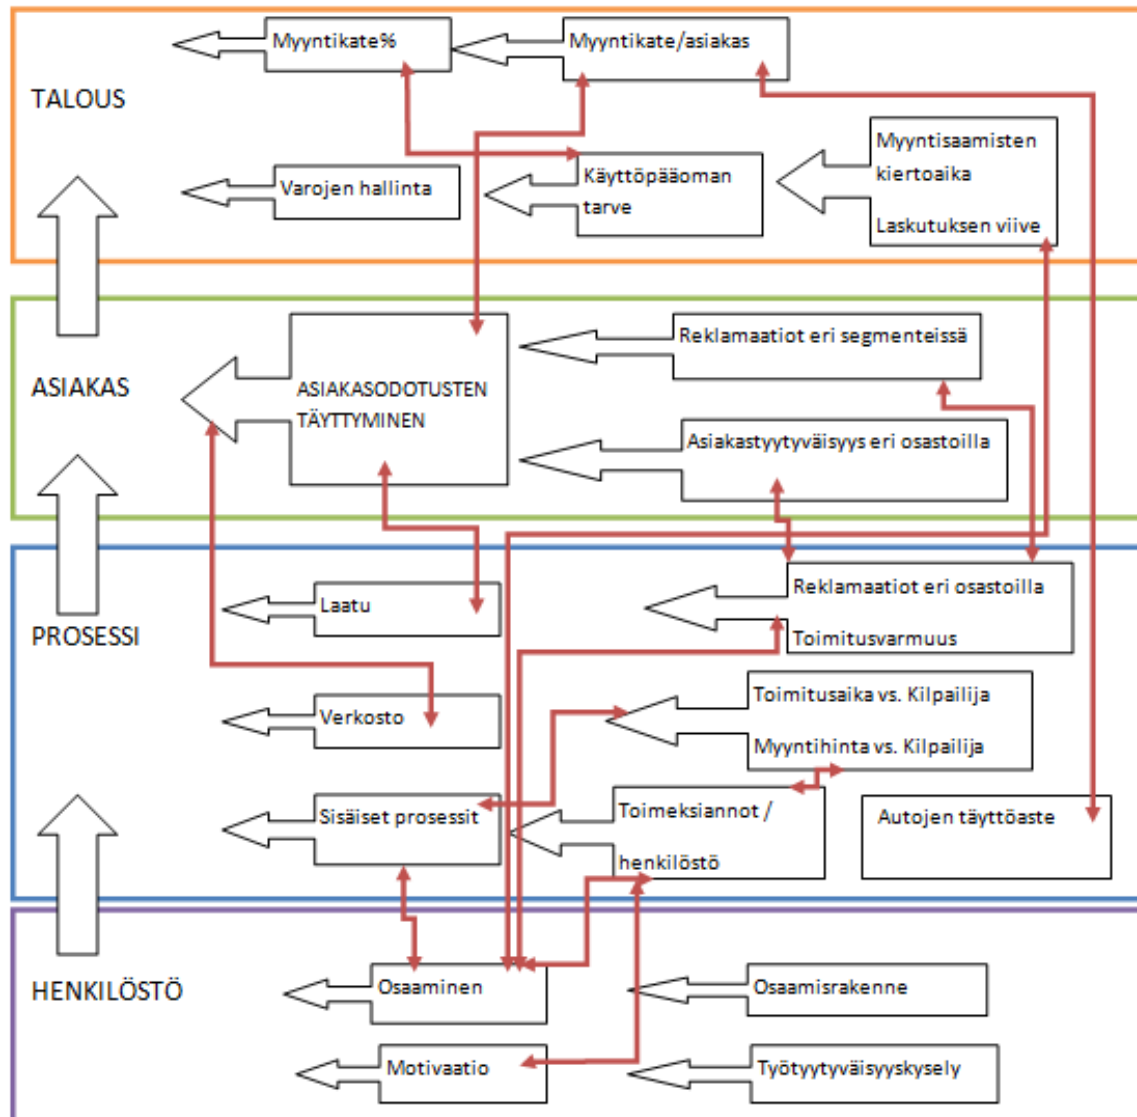 TALOUS
Myyntikate%
Myyntikate/asiakas
Varojen hallinta
Käyttöpääoman
tarve
Myyntisaamisten
kiertoaika
Laskutuksen viive
ASIAKAS
ASIAKASODOTUSTEN
TÄYTTYMINEN
Reklamaatiot eri segmenteissä
Asiakastyytyväisyys eri osastoilla
PROSESSI
Laatu
Reklamaatiot eri osastoilla
Toimitusvarmuus
Verkosto
Toimitusaika vs. Kilpailija
Myyntihinta vs. Kilpailija
Sisäiset prosessit
Toimeksiannot /
henkilöstö
Autojen täyttöaste
HENKILÖSTÖ
Osaaminen
Osaamisrakenne
Motivaatio
Työtyytyväisyyskysely